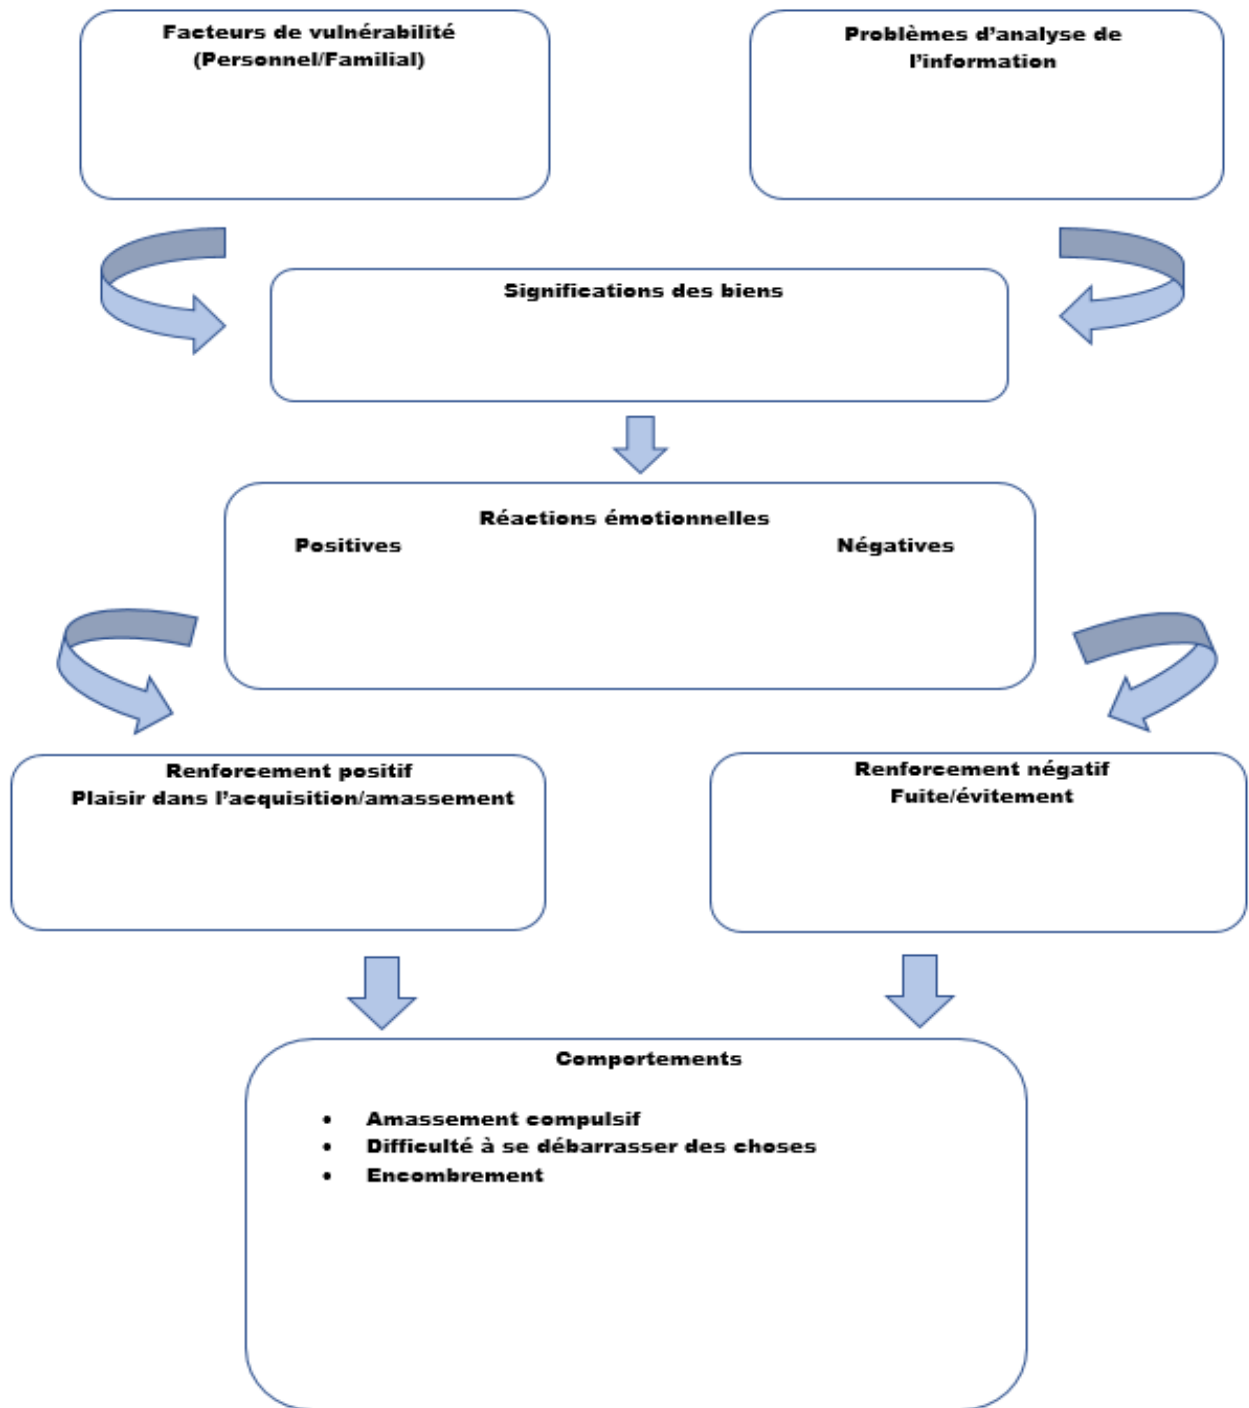 Facteurs de vulnérabilité
(Personnel/Familial)
Problèmes d’analyse de
l’information
Significations des biens
Réactions émotionnelles
Positives Négatives
Renforcement positif
Plaisir dans l’acquisition/amassement
Renforcement négatif
Fuite/évitement
Comportements
• Amassement compulsif
• Difficulté à se débarrasser des choses
• Encombrement